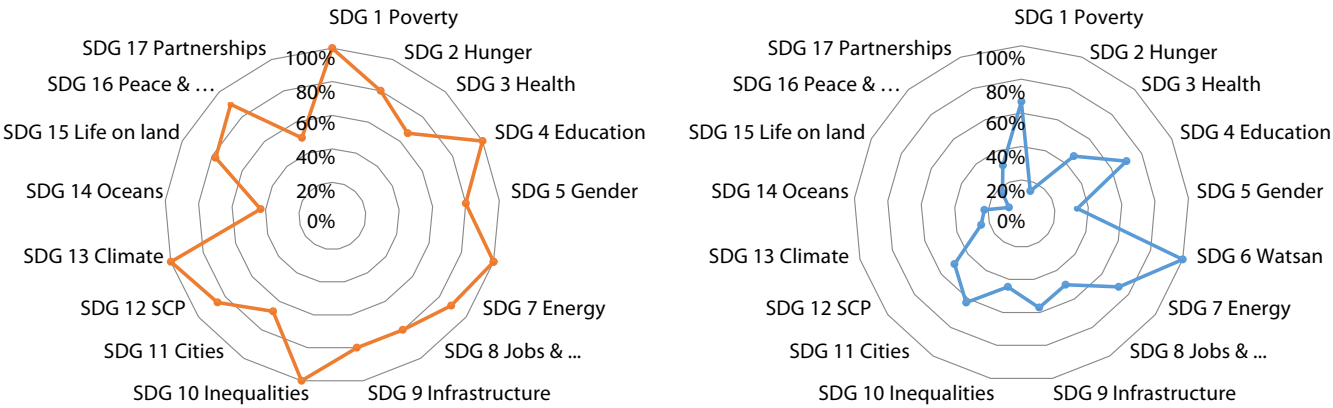 SDG 1 Poverty
SDG 2 Hunger
SDG 3 Health
SDG 4 Education
SDG 5 Gender
SDG 7 Energy
SDG 8 Jobs & ...
SDG 9 Infrastructure
SDG 10 Inequalities
SDG 11 Cities
SDG 12 SCP
SDG 13 Climate
SDG 14 Oceans
SDG 15 Life on land
SDG 16 Peace & ...
SDG 17 Partnerships
100%
80%
60%
40%
20%
0%
SDG 1 Poverty
SDG 2 Hunger
SDG 3 Health
SDG 4 Education
SDG 5 Gender
SDG 6 Watsan
SDG 7 Energy
SDG 8 Jobs & ...
SDG 9 Infrastructure
SDG 10 Inequalities
SDG 11 Cities
SDG 12 SCP
SDG 13 Climate
SDG 14 Oceans
SDG 15 Life on land
SDG 16 Peace & ...
SDG 17 Partnerships
100%
80%
60%
40%
20%
0%